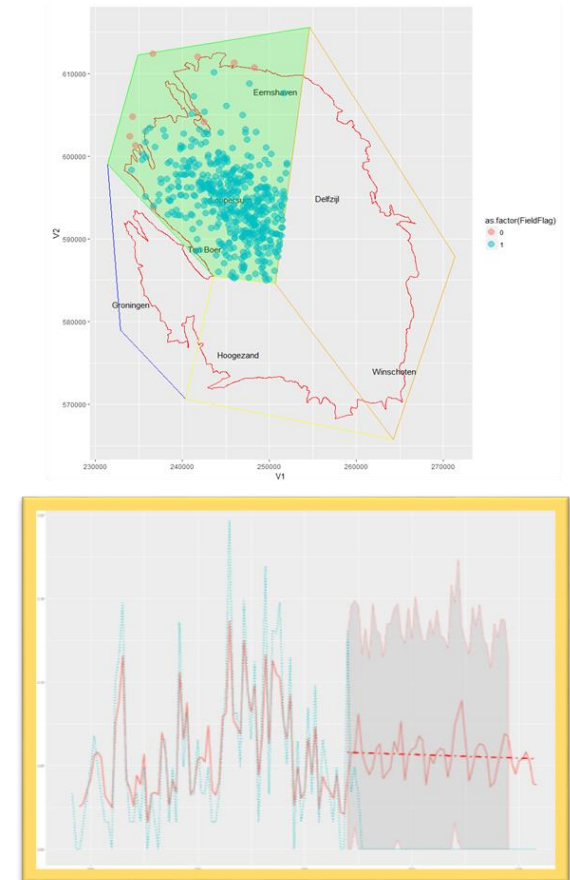 610000
600000
590000
580000
570000
V2
Eemshaven
Delfzijl
Ten Boer
Groningen
Hoogezand
Winschoten
230000 240000 250000 260000 270000
V1
as.factor(FieldFlag)
0
1